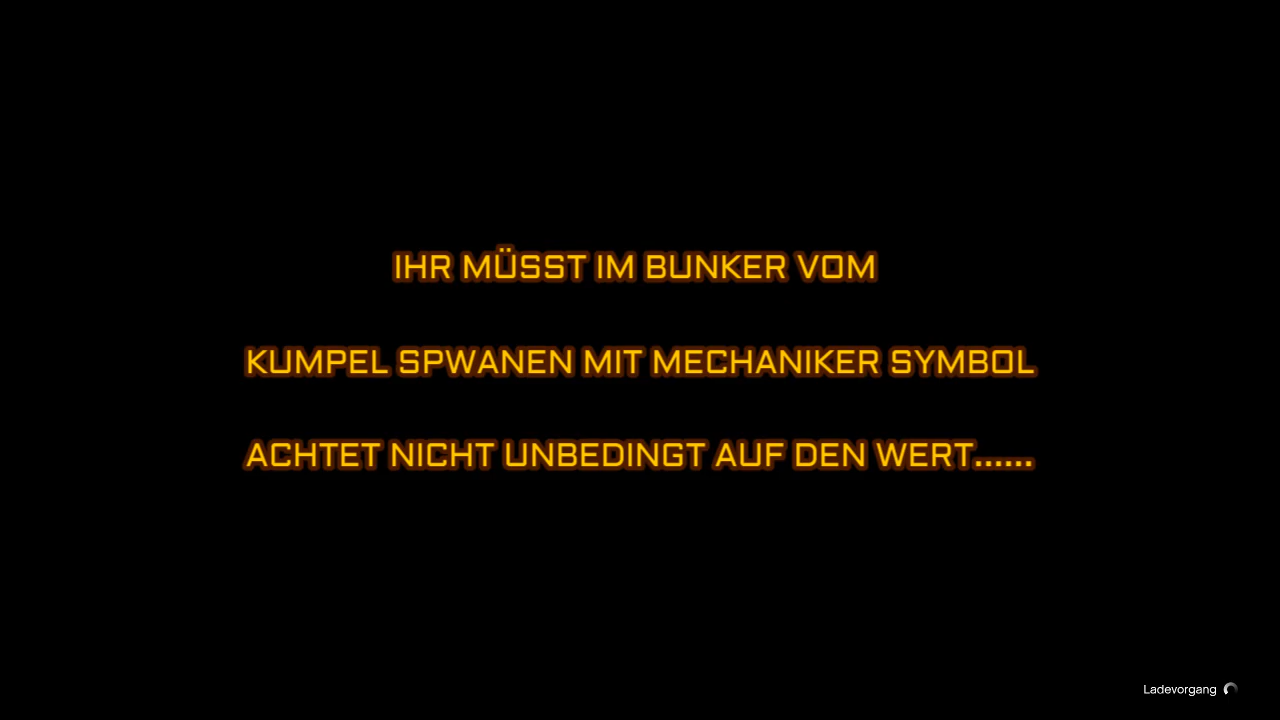 IHR MÜSST IM BUNKER VOM
KUMPEL SPWANEN MIT MECHANIKER SYMBOL
ACHTET NICHT UNBEDINGT AUF DEN WERT......
Ladevorgang